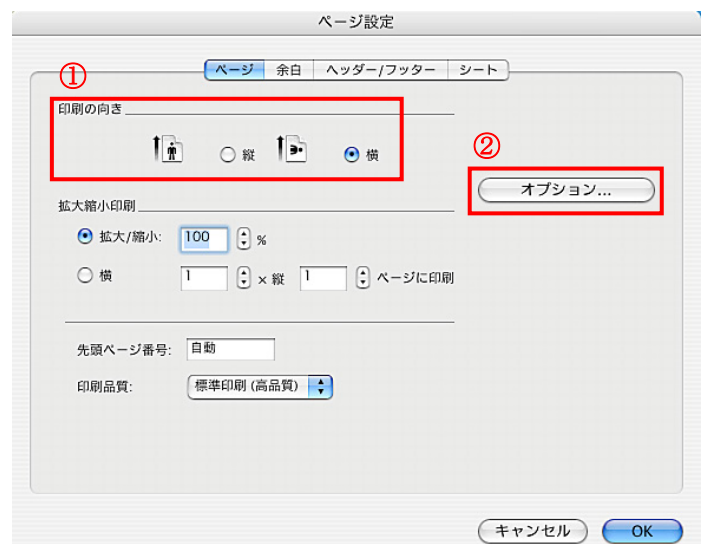 ページ設定
ページ 余白 ヘッダー/フッター シート
①
印刷の向き
縦 横
②
オプション...
拡大縮小印刷
拡大/縮小: 100 %
横 1 × 縦 1 ページに印刷
先頭ページ番号: 自動
印刷品質: 標準印刷 (高品質)
キャンセル OK